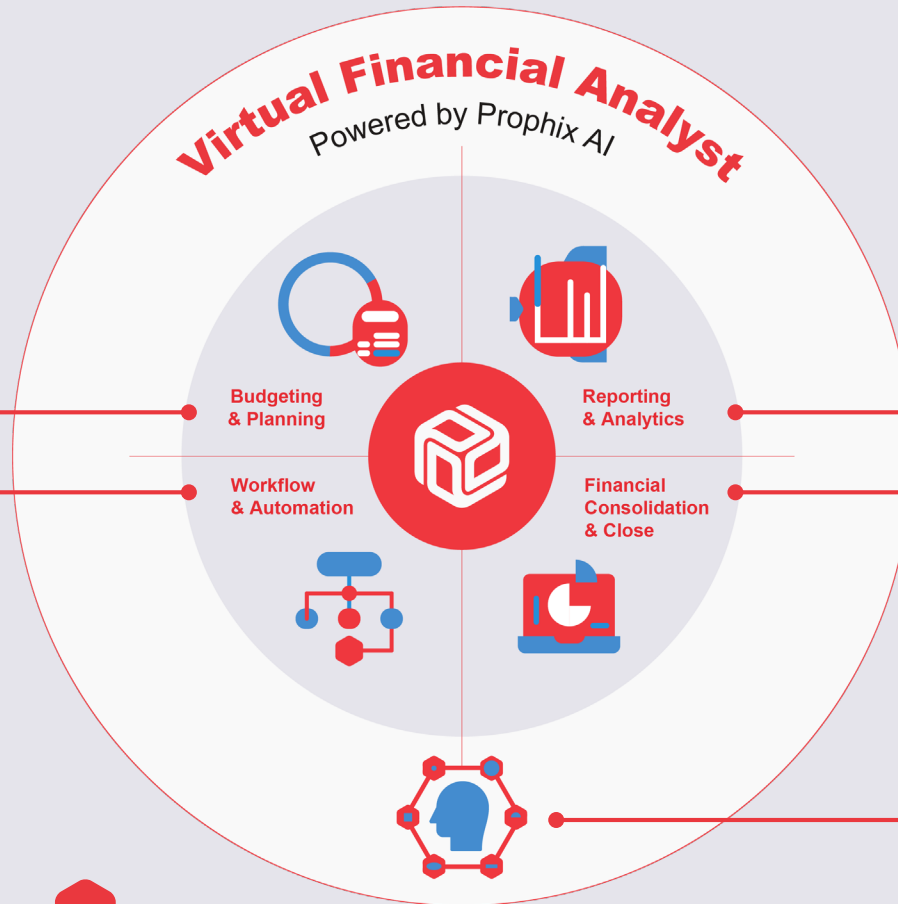 Virtual Financial Analyst
Powered by Prophix AI
Budgeting
& Planning
Reporting
& Analytics
Workflow
& Automation
Financial
Consolidation
& Close